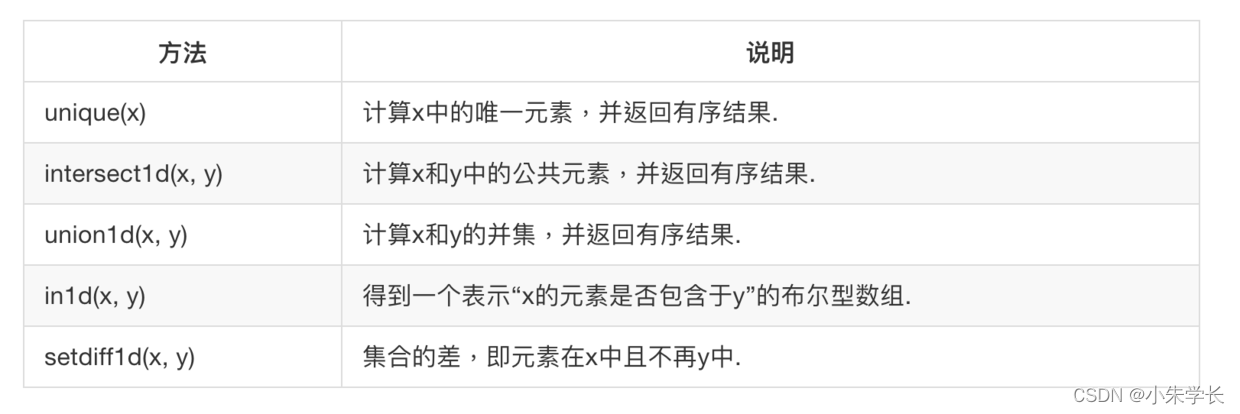 方法 说明
unique(x) 计算x中的唯一元素，并返回有序结果.
intersect1d(x, y) 计算x和y中的公共元素，并返回有序结果.
union1d(x, y) 计算x和y的并集，并返回有序结果.
in1d(x, y) 得到一个表示“x的元素是否包含于y”的布尔型数组.
setdiff1d(x, y) 集合的差，即元素在x中且不再y中.
CSDN @小朱学长